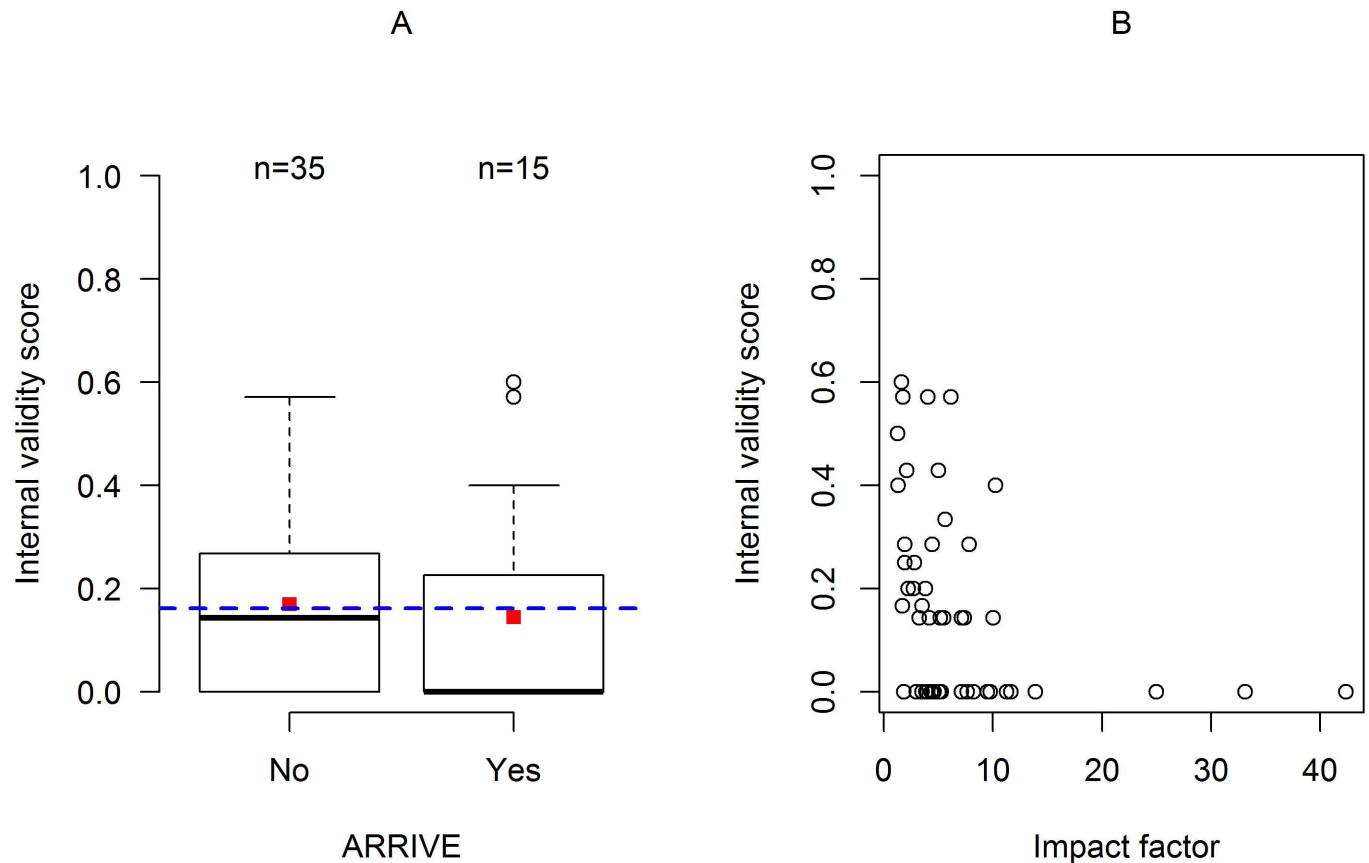 A
n=35
n=15
1.0
0.8
0.6
0.4
0.2
0.0
Internal validity score
No
Yes
ARRIVE
B
1.0
0.8
0.6
0.4
0.2
0.0
Internal validity score
0
10
20
30
40
Impact factor